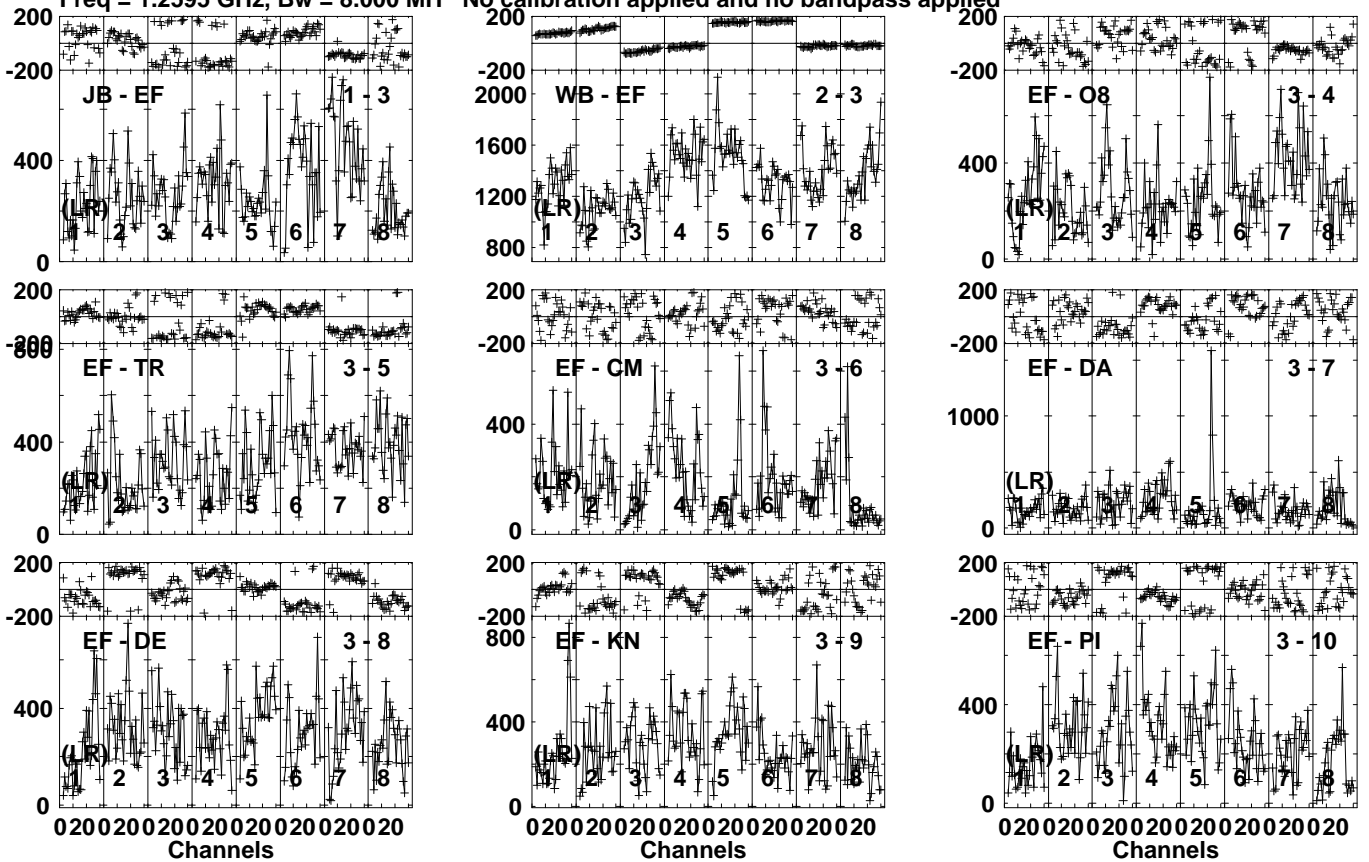 Freq = 1.2595 GHz, Bw = 8.000 MH No calibration applied and no bandpass applied
200
-200
JB - EF 1 - 3
400
(LR)
1 2 3 4 5 6 7 8
0
200
-200
2000
WB - EF 2 - 3
1600
1200
(LR)
1 2 3 4 5 6 7 8
800
200
-200
EF - O8 3 - 4
400
(LR)
1 2 3 4 5 6 7 8
0
200
-200
800
EF - TR 3 - 5
400
(LR)
1 2 3 4 5 6 7 8
0
200
-200
EF - CM 3 - 6
400
(LR)
1 2 3 4 5 6 7 8
0
200
-200
EF - DA 3 - 7
1000
(LR)
1 2 3 4 5 6 7 8
0
200
-200
EF - DE 3 - 8
400
(LR)
1 2 3 4 5 6 7 8
0
020020020020020020020020
Channels
200
-200
800
EF - KN 3 - 9
400
(LR)
1 2 3 4 5 6 7 8
0
020020020020020020020020
Channels
200
-200
EF - PI 3 - 10
400
(LR)
1 2 3 4 5 6 7 8
0
020020020020020020020020
Channels